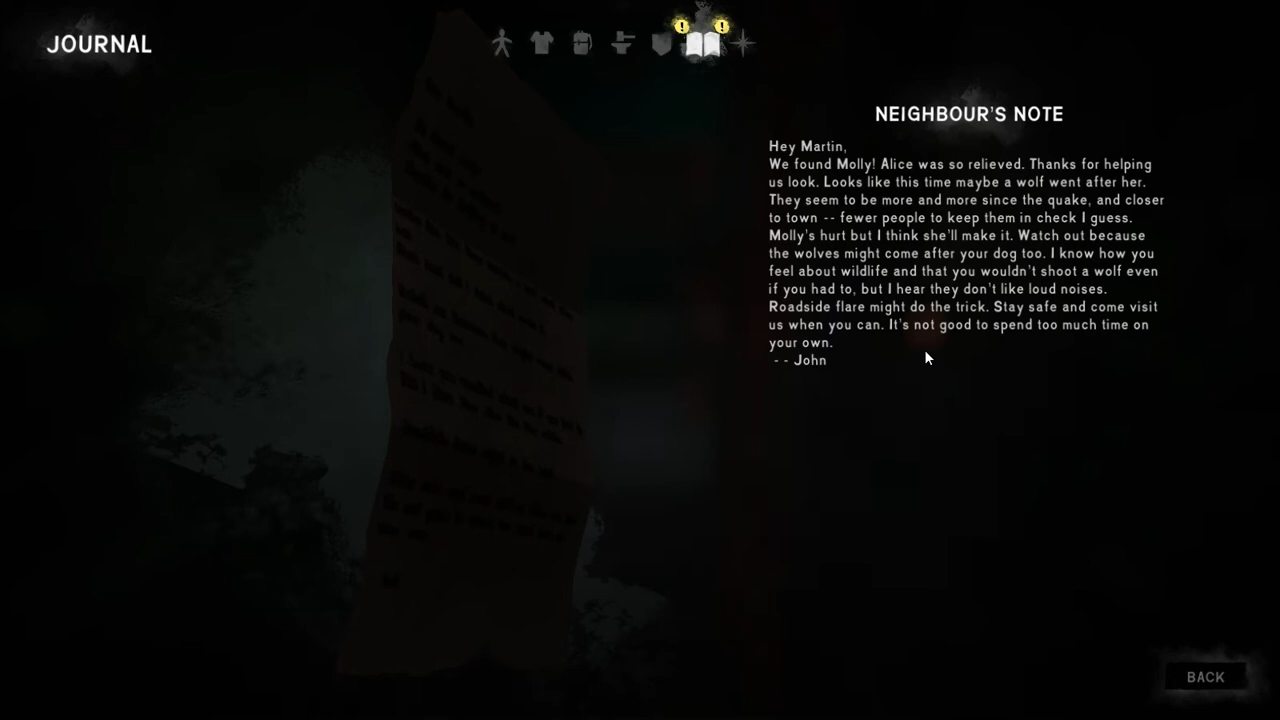 JOURNAL
NEIGHBOUR'S NOTE
Hey Martin,
We found Molly! Alice was so relieved. Thanks for helping
us look. Looks like this time maybe a wolf went after her.
They seem to be more and more since the quake, and closer
to town -- fewer people to keep them in check I guess.
Molly's hurt but I think she'll make it. Watch out because
the wolves might come after your dog too. I know how you
feel about wildlife and that you wouldn't shoot a wolf even
if you had to, but I hear they don't like loud noises.
Roadside flare might do the trick. Stay safe and come visit
us when you can. It's not good to spend too much time on
your own.
-- John
BACK